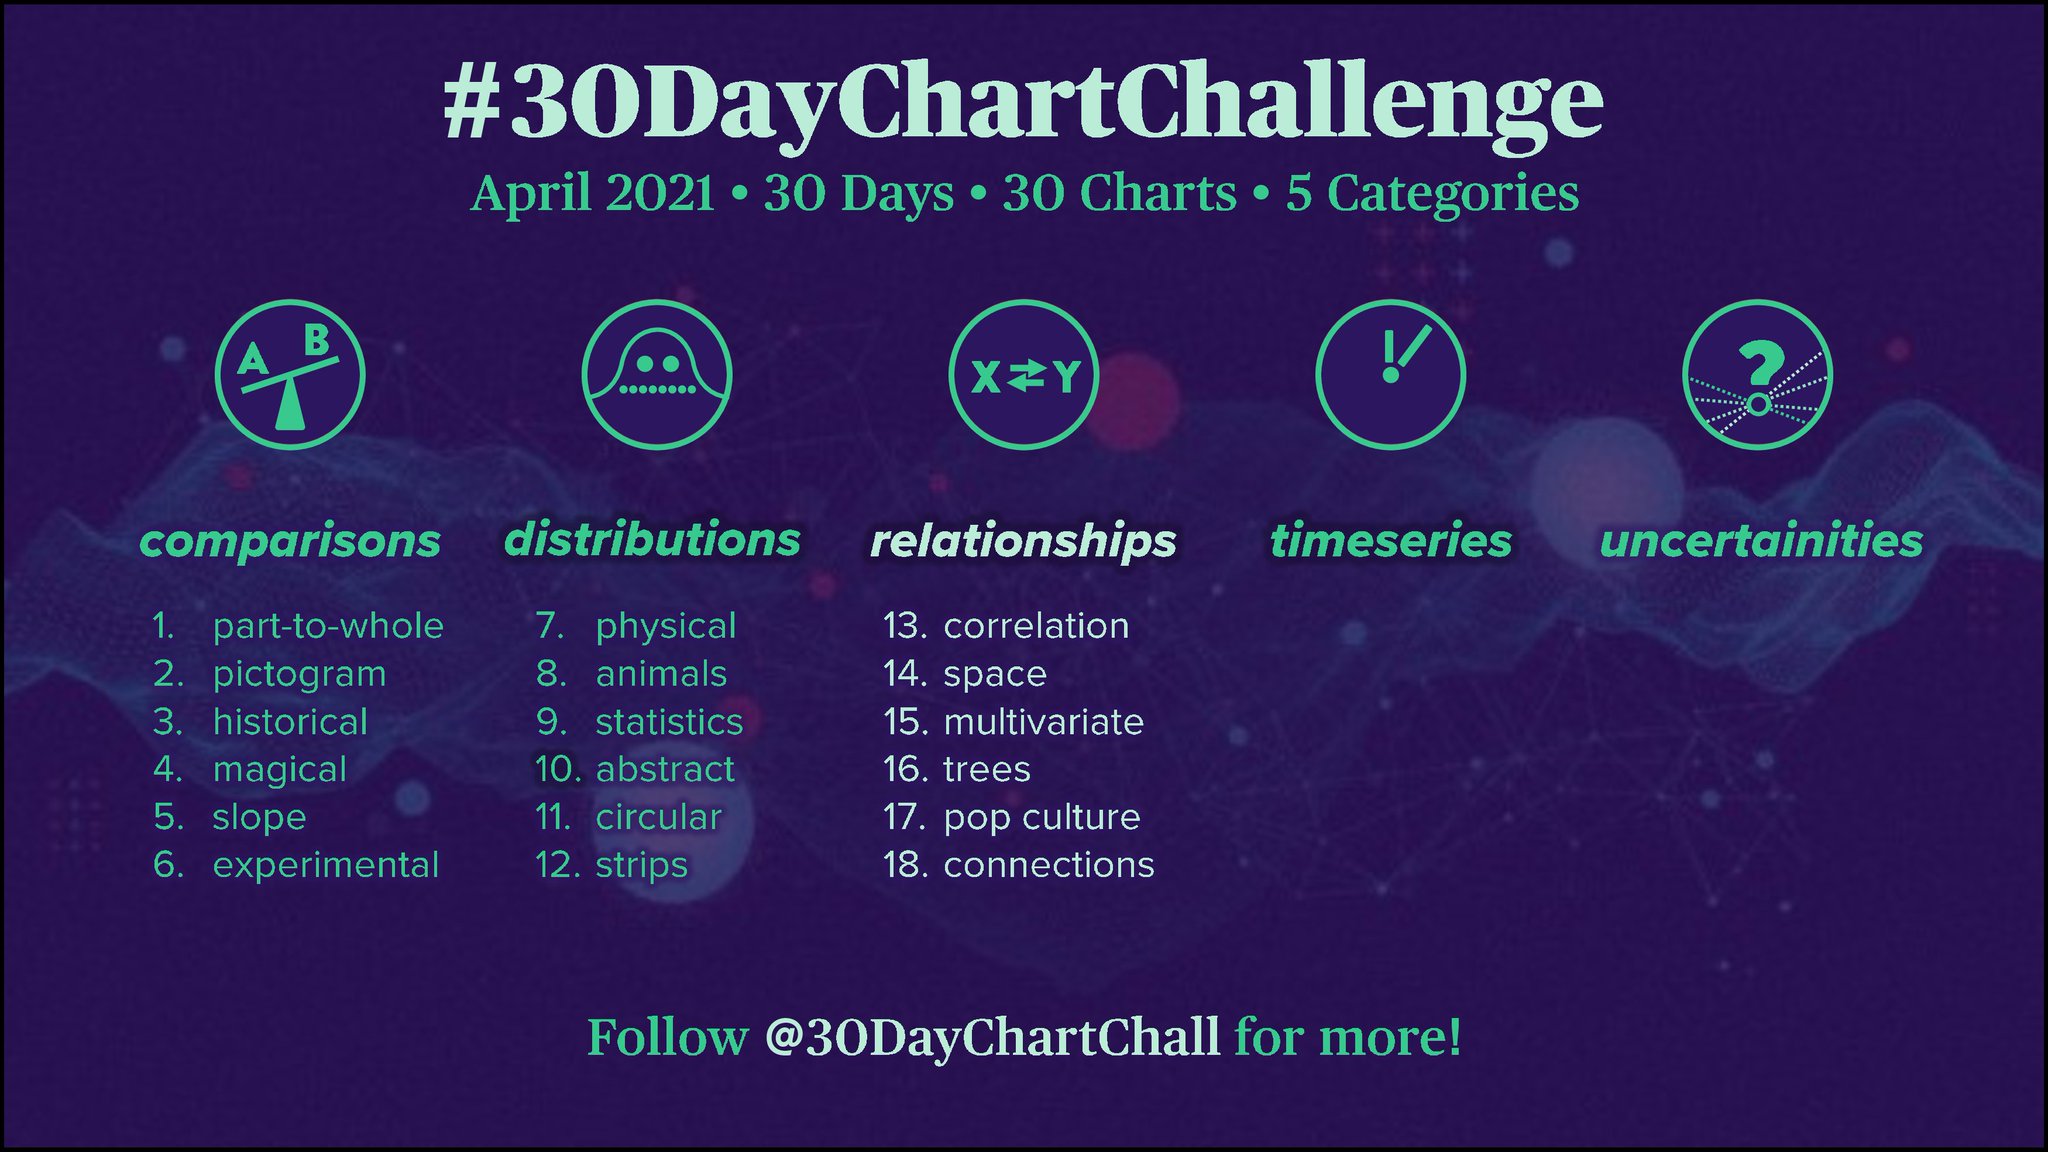 #30DayChartChallenge
April 2021 • 30 Days • 30 Charts • 5 Categories
A B
X Y
?
comparisons
1. part-to-whole
2. pictogram
3. historical
4. magical
5. slope
6. experimental
distributions
7. physical
8. animals
9. statistics
10. abstract
11. circular
12. strips
relationships
13. correlation
14. space
15. multivariate
16. trees
17. pop culture
18. connections
timeseries
uncertainities
Follow @30DayChartChall for more!